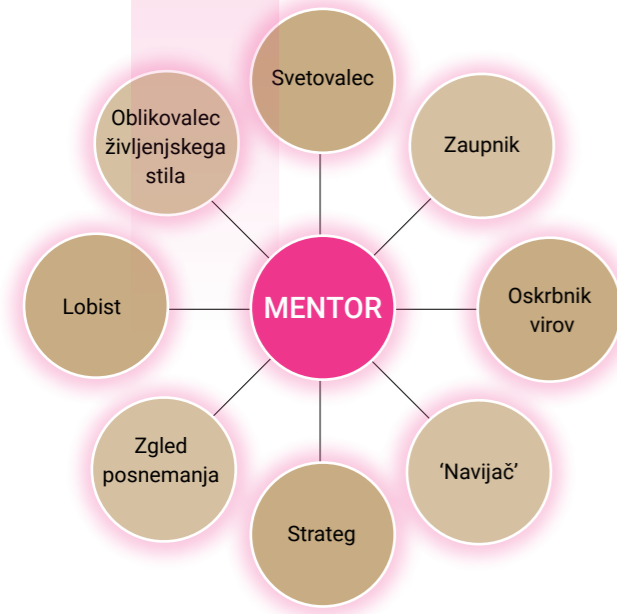 Svetovalec
Oblikovalec
življenjskega
stila
Zaupnik
Lobist
MENTOR
Oskrbnik
virov
Zgled
posnemanja
‘Navijač’
Strateg